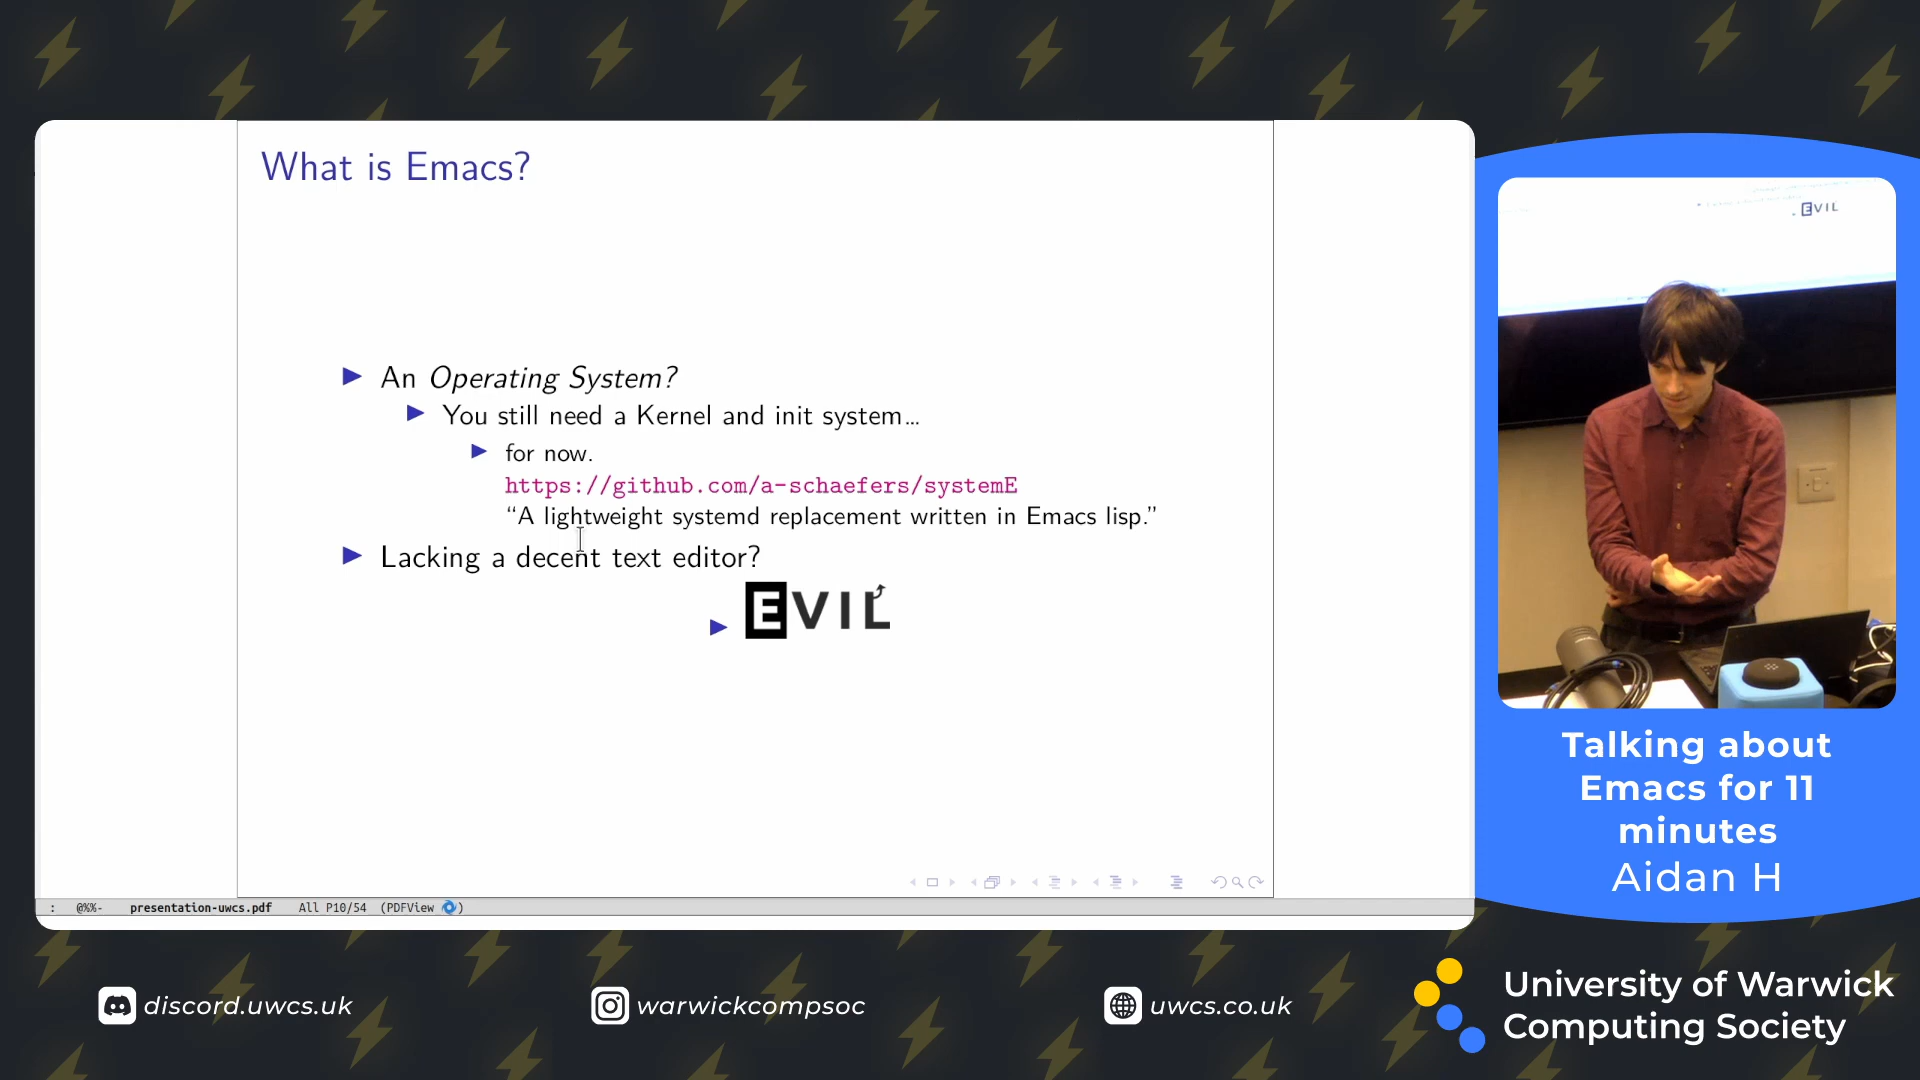 What is Emacs?
An Operating System?
You still need a Kernel and init system...
for now.
https://github.com/a-schaefers/systemE
“A lightweight systemd replacement written in Emacs lisp.”
Lacking a decent text editor?
EVIL
: @%%- presentation-uwcs.pdf All P10/54 (PDFView )
EVIL
Talking about
Emacs for 11
minutes
Aidan H
discord.uwcs.uk
warwickcompsoc
uwcs.co.uk
University of Warwick
Computing Society